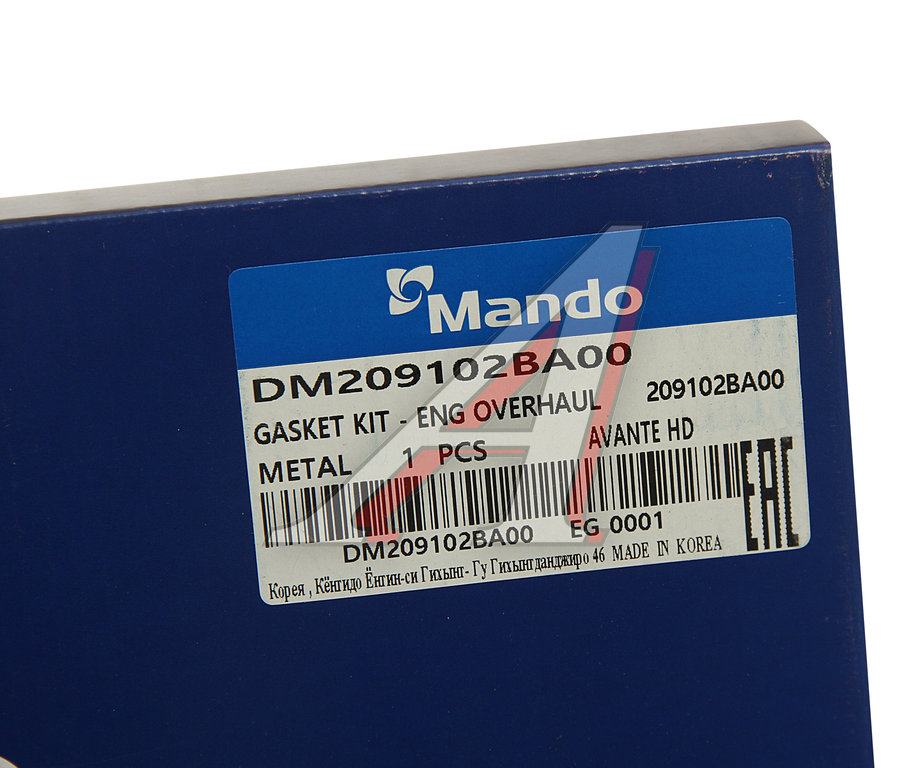 Mando
DM209102BA00
GASKET KIT - ENG OVERHAUL 209102BA00
METAL 1 PCS AVANTE HD
DM209102BA00 EG 0001
EAC
Корея , Кёнгидо Ёнгин-си Гихынг- Гу Гихынгданджиро 46 MADE IN KOREA